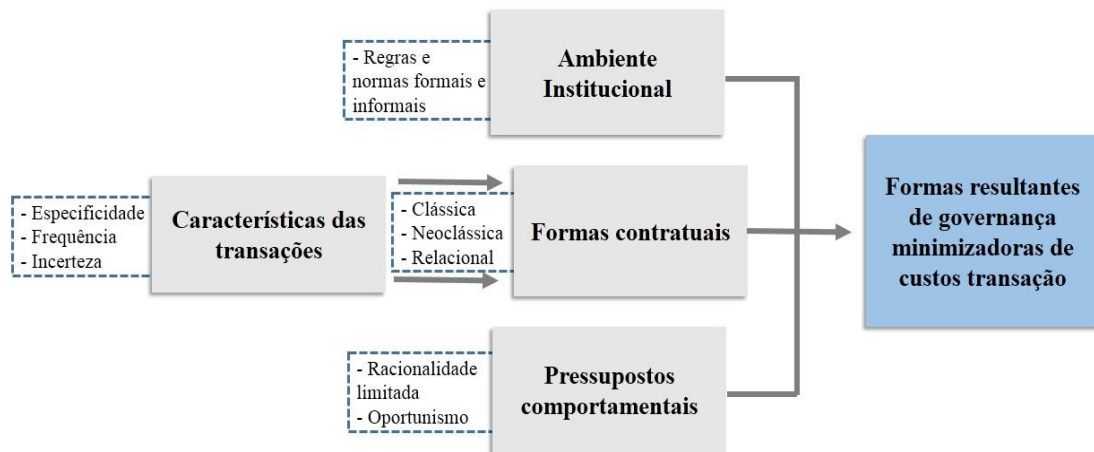 - Regras e
normas formais e
informais
Ambiente
Institucional
- Especificidade
- Frequência
- Incerteza
Características das
transações
- Clássica
- Neoclássica
- Relacional
Formas contratuais
Formas resultantes
de governança
minimizadoras de
custos transação
- Racionalidade
limitada
- Oportunismo
Pressupostos
comportamentais